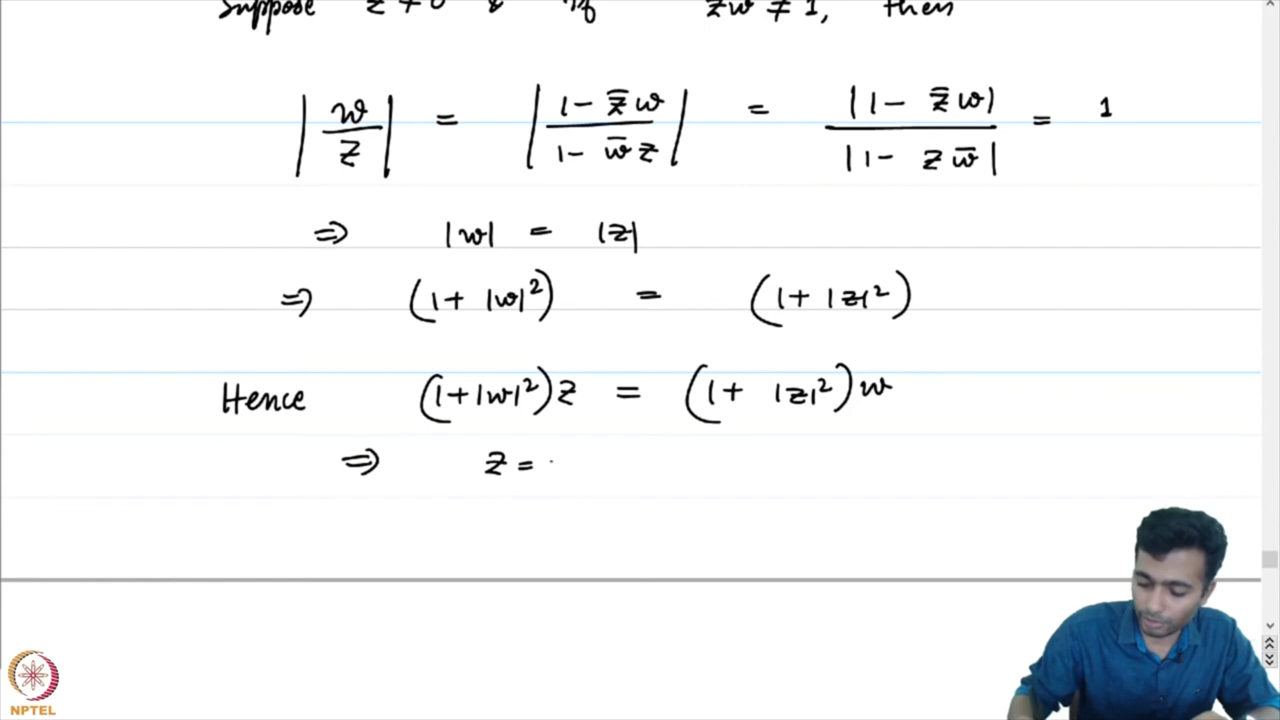 Suppose z ≠ 0 & if z̄w ≠ 1, then
|w/z| = |(1 - z̄w)/(1 - w̄z)| = |1 - z̄w|/|1 - zw̄| = 1
⇒ |w| = |z|
⇒ (1 + |w|²) = (1 + |z|²)
Hence (1+|w|²)z = (1 + |z|²)w
⇒ z =
NPTEL